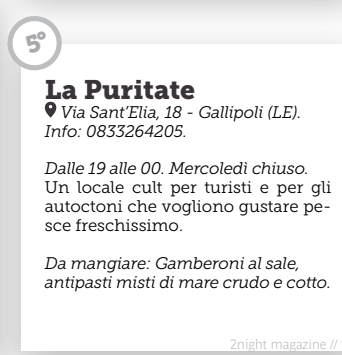 5°
La Puritate
Via Sant'Elia, 18 - Gallipoli (LE).
Info: 0833264205.
Dalle 19 alle 00. Mercoledì chiuso.
Un locale cult per turisti e per gli
autoctoni che vogliono gustare pe-
sce freschissimo.
Da mangiare: Gamberoni al sale,
antipasti misti di mare crudo e cotto.
2night magazine //